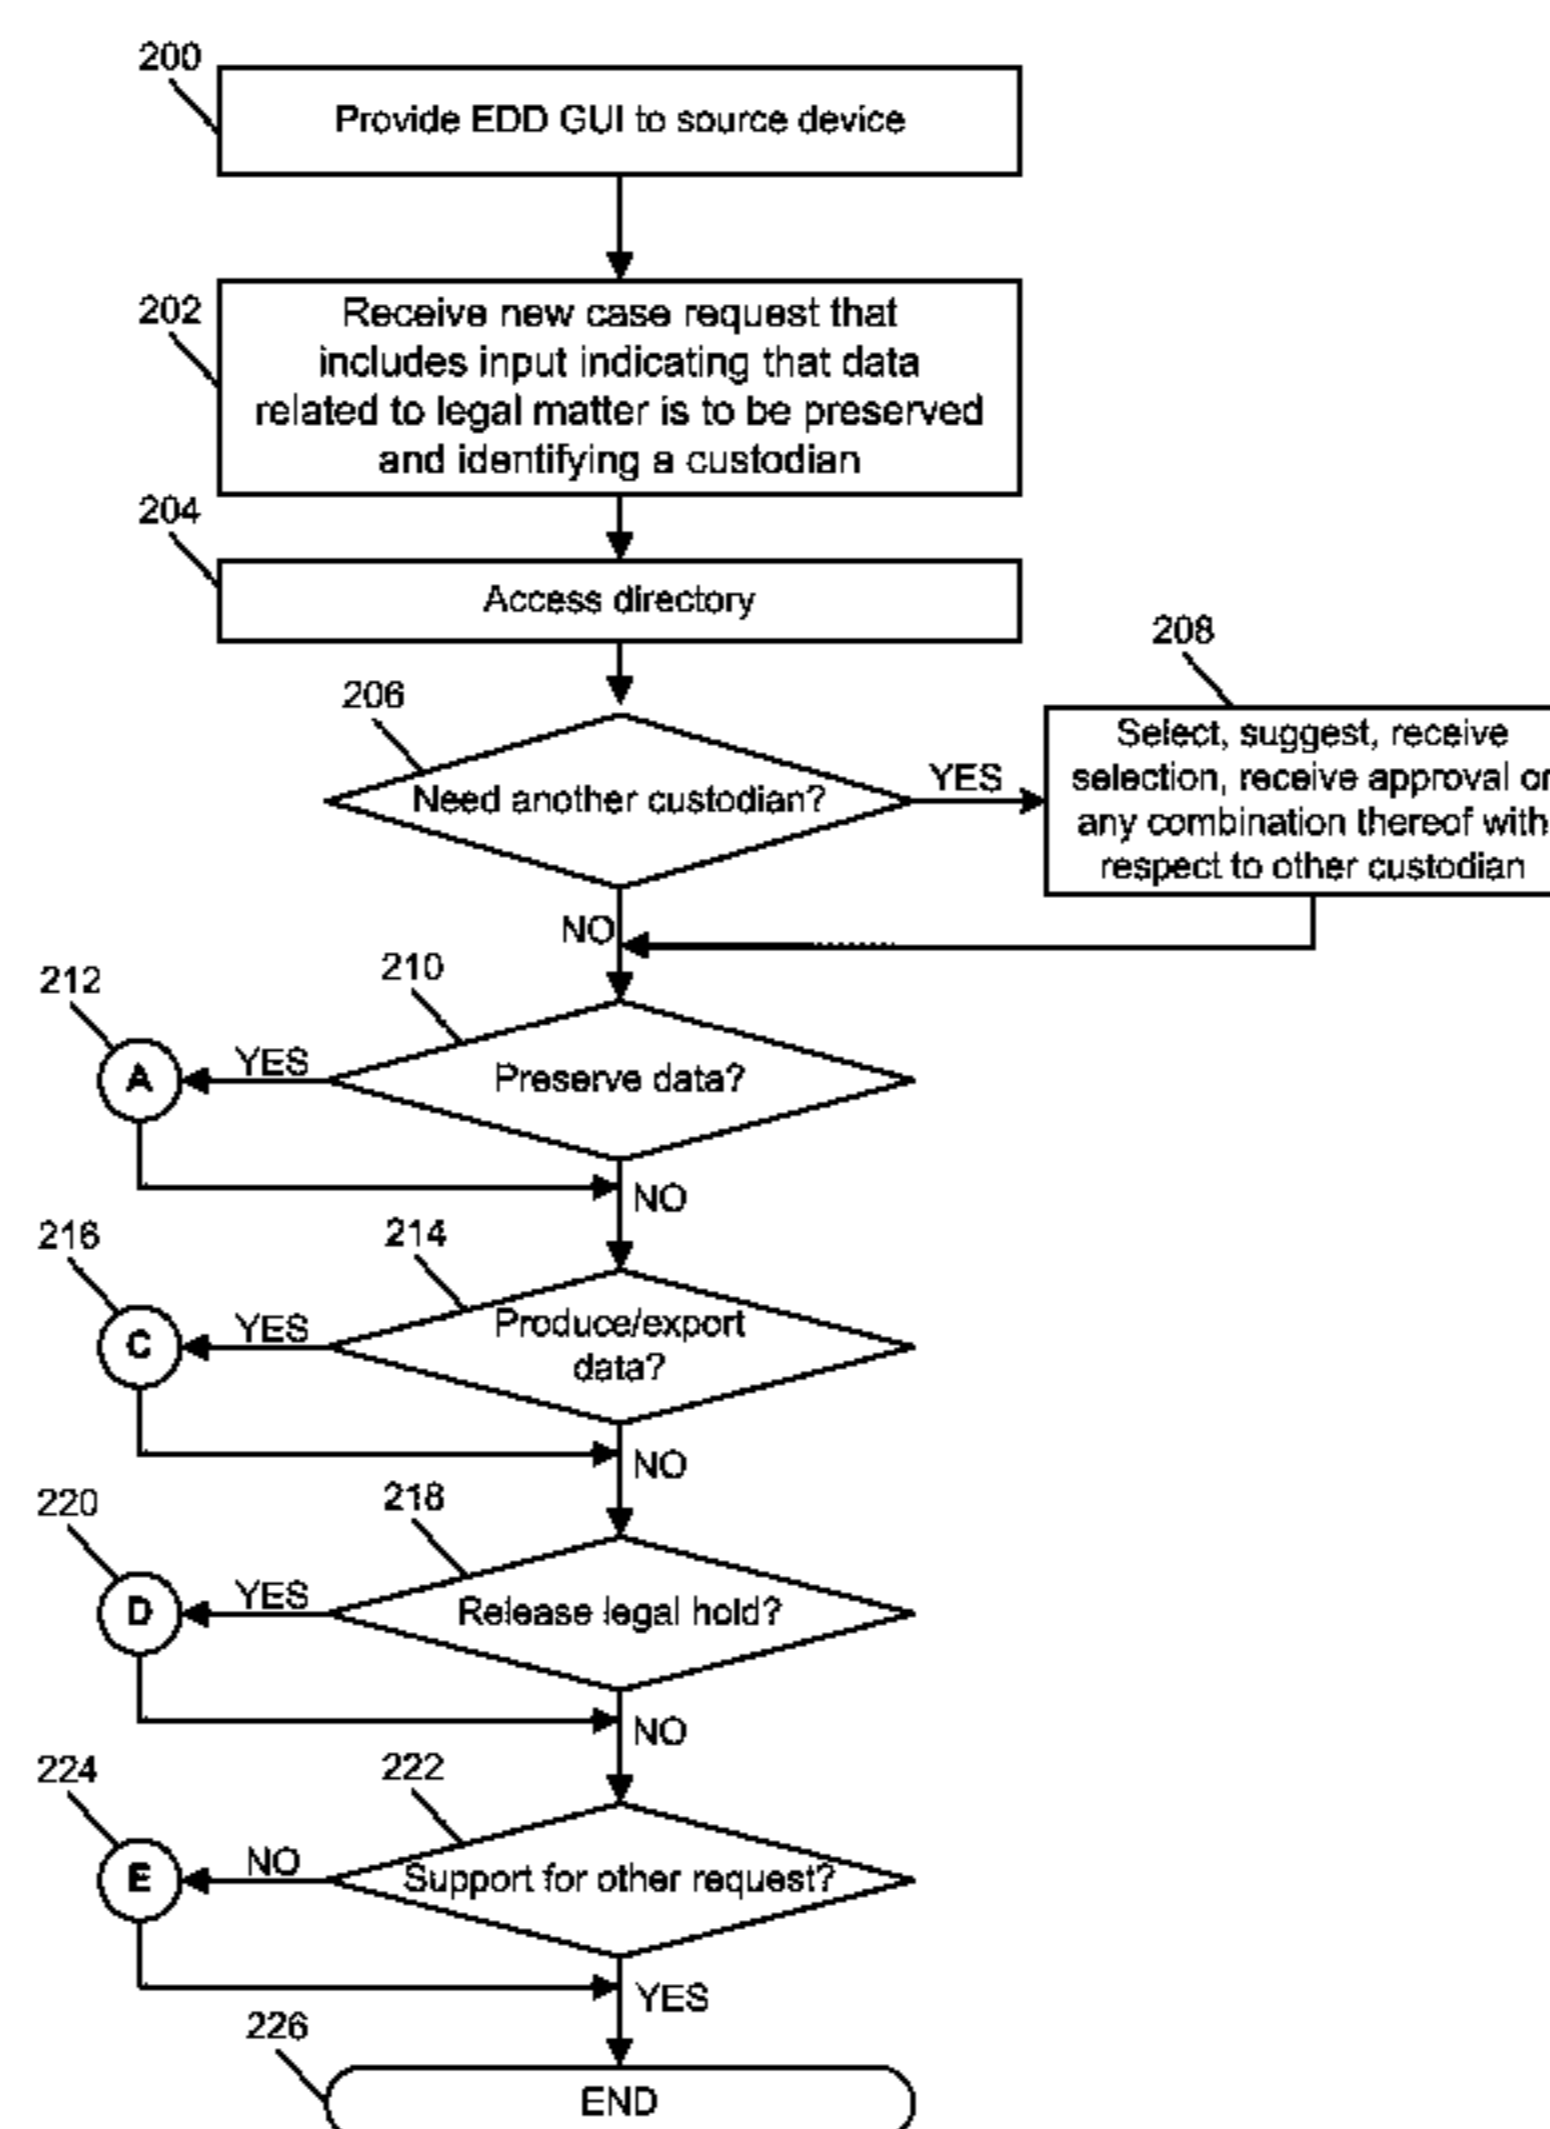 200
Provide EDD GUI to source device
202
Receive new case request that
includes input indicating that data
related to legal matter is to be preserved
and identifying a custodian
204
Access directory
206
Need another custodian?
YES
208
Select, suggest, receive
selection, receive approval or
any combination thereof with
respect to other custodian
NO
210
Preserve data?
YES
212
A
NO
214
Produce/export
data?
YES
216
C
NO
218
Release legal hold?
YES
220
D
NO
222
Support for other request?
NO
224
E
YES
226
END